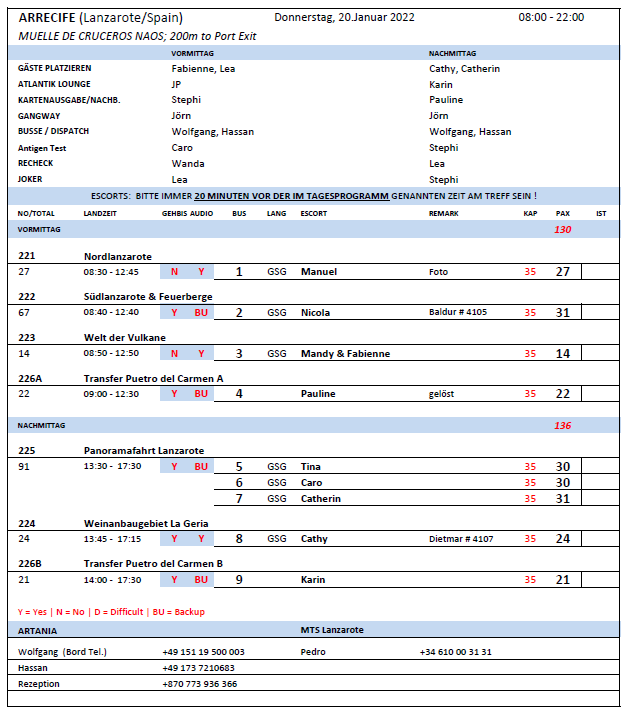 ARRECIFE (Lanzarote/Spain) Donnerstag, 20.Januar 2022 08:00 - 22:00
MUELLE DE CRUCEROS NAOS; 200m to Port Exit
VORMITTAG NACHMITTAG
GÄSTE PLATZIEREN Fabienne, Lea Cathy, Catherin
ATLANTIK LOUNGE JP Karin
KARTENAUSGABE/NACHB. Stephi Pauline
GANGWAY Jörn Jörn
BUSSE / DISPATCH Wolfgang, Hassan Wolfgang, Hassan
Antigen Test Caro Stephi
RECHECK Wanda Lea
JOKER Lea Stephi
ESCORTS: BITTE IMMER 20 MINUTEN VOR DER IM TAGESPROGRAMM GENANNTEN ZEIT AM TREFF SEIN !
NO/TOTAL LANDZEIT GEHBIS AUDIO BUS LANG ESCORT REMARK KAP PAX IST
VORMITTAG 130
221 Nordlanzarote
27 08:30 - 12:45 N Y 1 GSG Manuel Foto 35 27
222 Südlanzarote & Feuerberge
67 08:40 - 12:40 Y BU 2 GSG Nicola Baldur # 4105 35 31
223 Welt der Vulkane
14 08:50 - 12:50 N Y 3 GSG Mandy & Fabienne 35 14
226A Transfer Puetro del Carmen A
22 09:00 - 12:30 Y BU 4 Pauline gelöst 35 22
NACHMITTAG 136
225 Panoramafahrt Lanzarote
91 13:30 - 17:30 Y BU 5 GSG Tina 35 30
6 GSG Caro 35 30
7 GSG Catherin 35 31
224 Weinanbaugebiet La Geria
24 13:45 - 17:15 Y Y 8 GSG Cathy Dietmar # 4107 35 24
226B Transfer Puetro del Carmen B
21 14:00 - 17:30 Y BU 9 Karin 35 21
Y = Yes | N = No | D = Difficult | BU = Backup
ARTANIA MTS Lanzarote
Wolfgang (Bord Tel.) +49 151 19 500 003 Pedro +34 610 00 31 31
Hassan +49 173 7210683
Rezeption +870 773 936 366